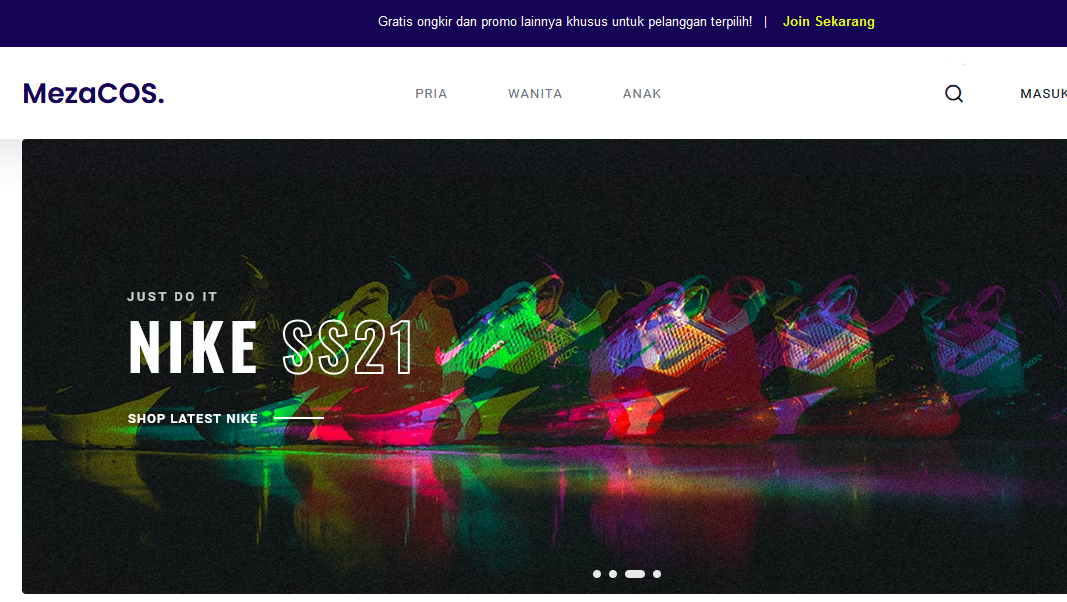 Gratis ongkir dan promo lainnya khusus untuk pelanggan terpilih! | Join Sekarang
MezaCOS. PRIA WANITA ANAK MASUK
JUST DO IT
NIKE SS21
SHOP LATEST NIKE